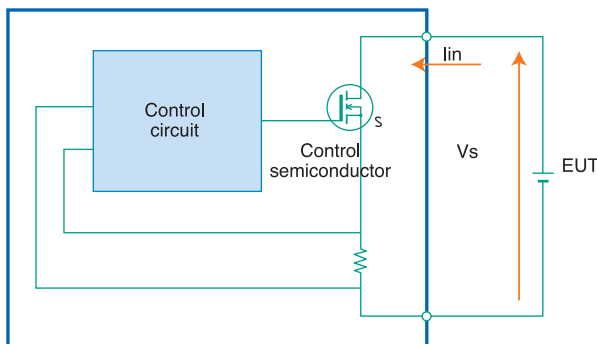 Iin
Control
circuit
S
Control
semiconductor
Vs
EUT